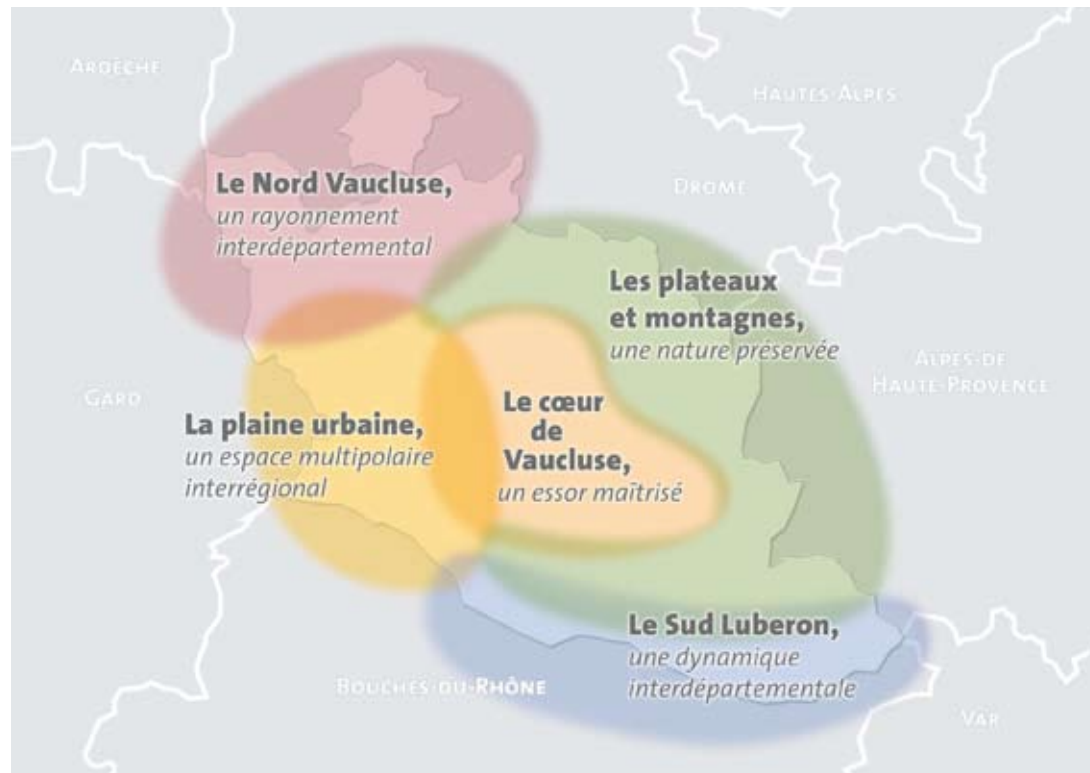 ARDÈCHE
HAUTES-ALPES
DROME
Le Nord Vaucluse,
un rayonnement
interdépartemental
Les plateaux
et montagnes,
une nature préservée
ALPES-DE
HAUTE-PROVENCE
GARD
La plaine urbaine,
un espace multipolaire
interrégional
Le cœur
de
Vaucluse,
un essor maîtrisé
Le Sud Luberon,
une dynamique
interdépartementale
BOUCHES-DU-RHÔNE
VAR